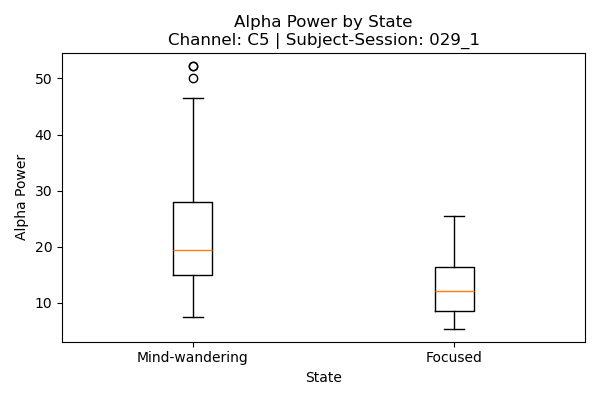 Alpha Power by State
Channel: C5 | Subject-Session: 029_1
Alpha Power
50
40
30
20
10
Mind-wandering
Focused
State